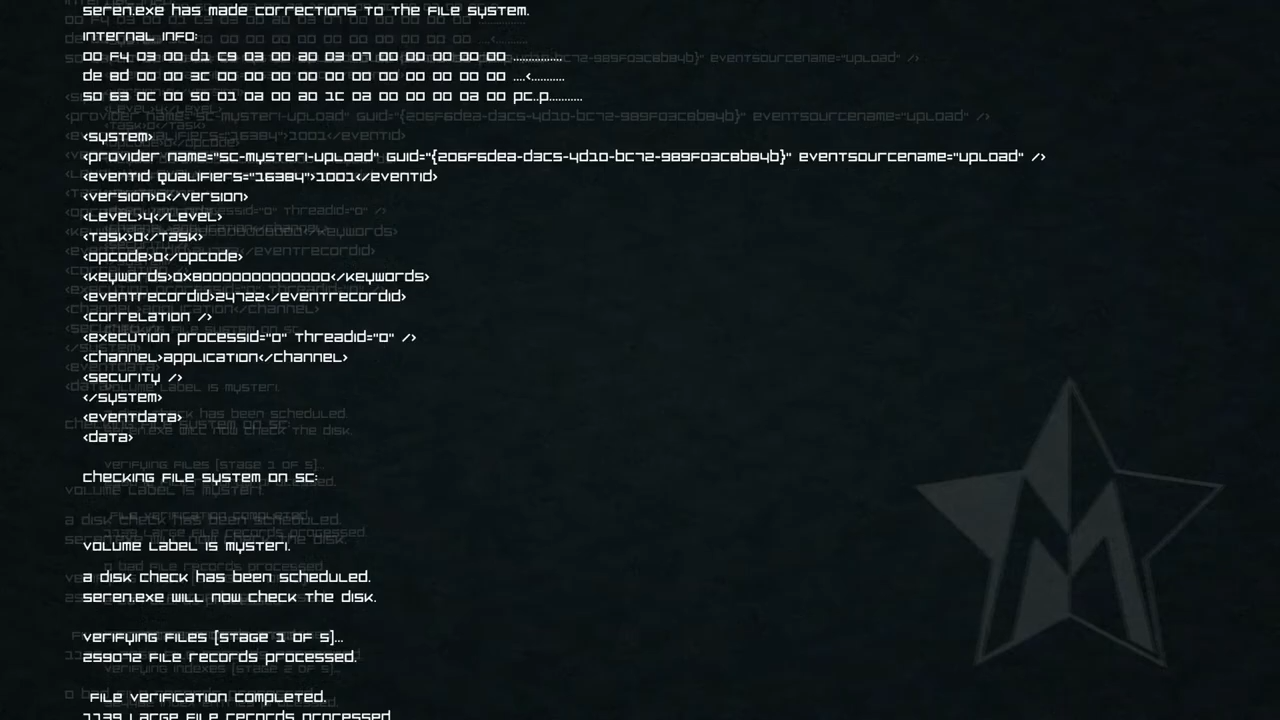 seren.exe has made corrections to the file system.
internal info:
00 f4 03 00 d1 c9 03 00 a0 03 07 00 00 00 00 00 ...............
de 8d 00 00 3c 00 00 00 00 00 00 00 00 00 00 00 ....<...........
50 63 0c 00 50 01 0a 00 a0 1c 0a 00 00 00 0a 00 pc..p...........
<system>
<provider name="sc-mysteri-upload" guid="{206f6dea-d3c5-4d10-bc72-989f03c8b84b}" eventsourcename="upload" />
<eventid qualifiers="16384">1001</eventid>
<version>0</version>
<level>4</level>
<task>0</task>
<opcode>0</opcode>
<keywords>0x80000000000000</keywords>
<eventrecordid>24722</eventrecordid>
<correlation />
<execution processid="0" threadid="0" />
<channel>application</channel>
<security />
</system>
<eventdata>
<data>
checking file system on sc:
volume label is mysteri.
a disk check has been scheduled.
seren.exe will now check the disk.
verifying files [stage 1 of 5]...
259072 file records processed.
file verification completed.
1139 large file records processed